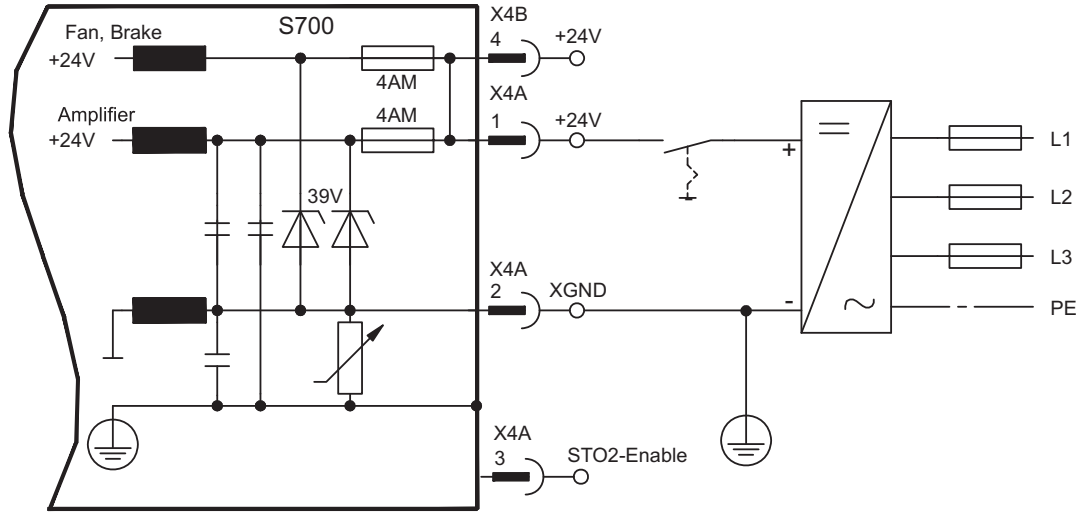 Fan, Brake
+24V
S700
4AM
X4B
4
+24V
Amplifier
+24V
4AM
X4A
1
+24V
39V
X4A
2
XGND
X4A
3
STO2-Enable
+
-
L1
L2
L3
PE